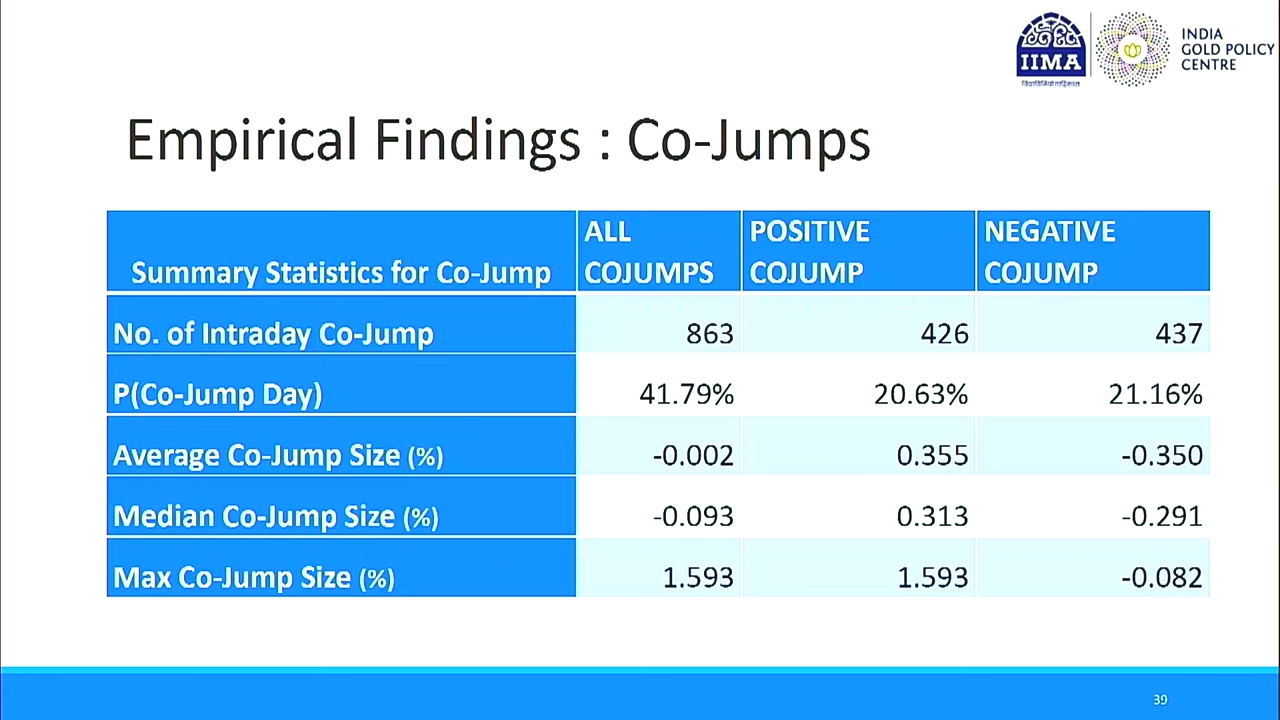 IIMA
INDIA
GOLD POLICY
CENTRE
Empirical Findings : Co-Jumps
Summary Statistics for Co-Jump ALL COJUMPS POSITIVE COJUMP NEGATIVE COJUMP
No. of Intraday Co-Jump 863 426 437
P(Co-Jump Day) 41.79% 20.63% 21.16%
Average Co-Jump Size (%) -0.002 0.355 -0.350
Median Co-Jump Size (%) -0.093 0.313 -0.291
Max Co-Jump Size (%) 1.593 1.593 -0.082
39